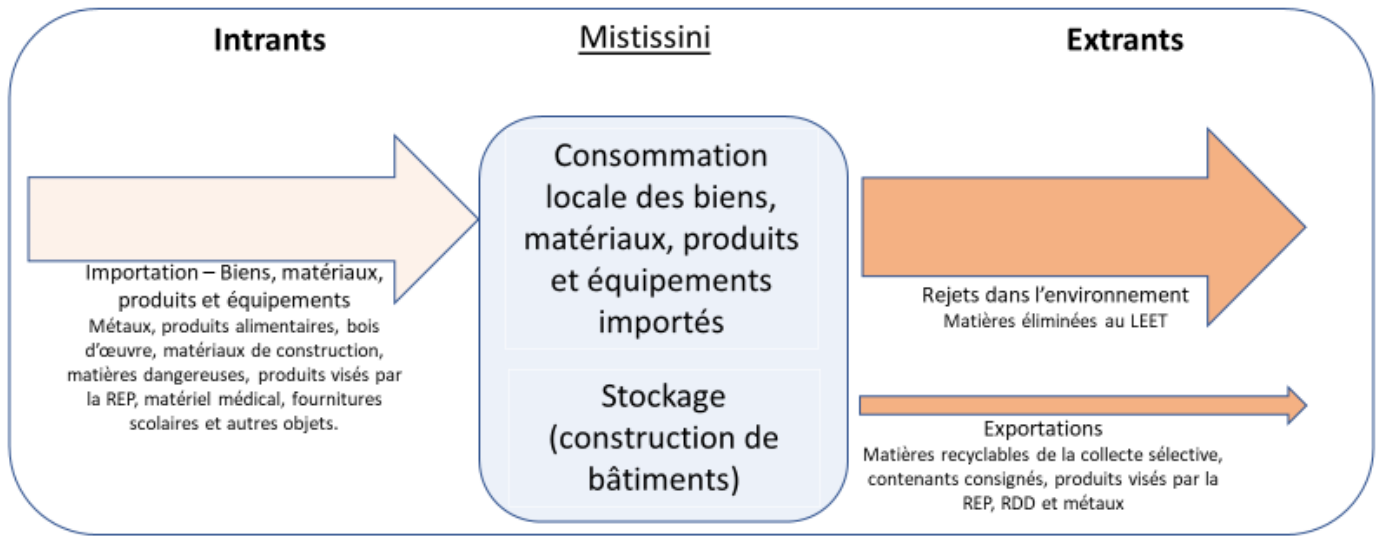 Intrants
Mistissini
Extrants
Importation – Biens, matériaux,
produits et équipements
Métaux, produits alimentaires, bois
d’œuvre, matériaux de construction,
matières dangereuses, produits visés par
la REP, matériel médical, fournitures
scolaires et autres objets.
Consommation
locale des biens,
matériaux, produits
et équipements
importés
Stockage
(construction de
bâtiments)
Rejets dans l’environnement
Matières éliminées au LEET
Exportations
Matières recyclables de la collecte sélective,
contenants consignés, produits visés par la
REP, RDD et métaux